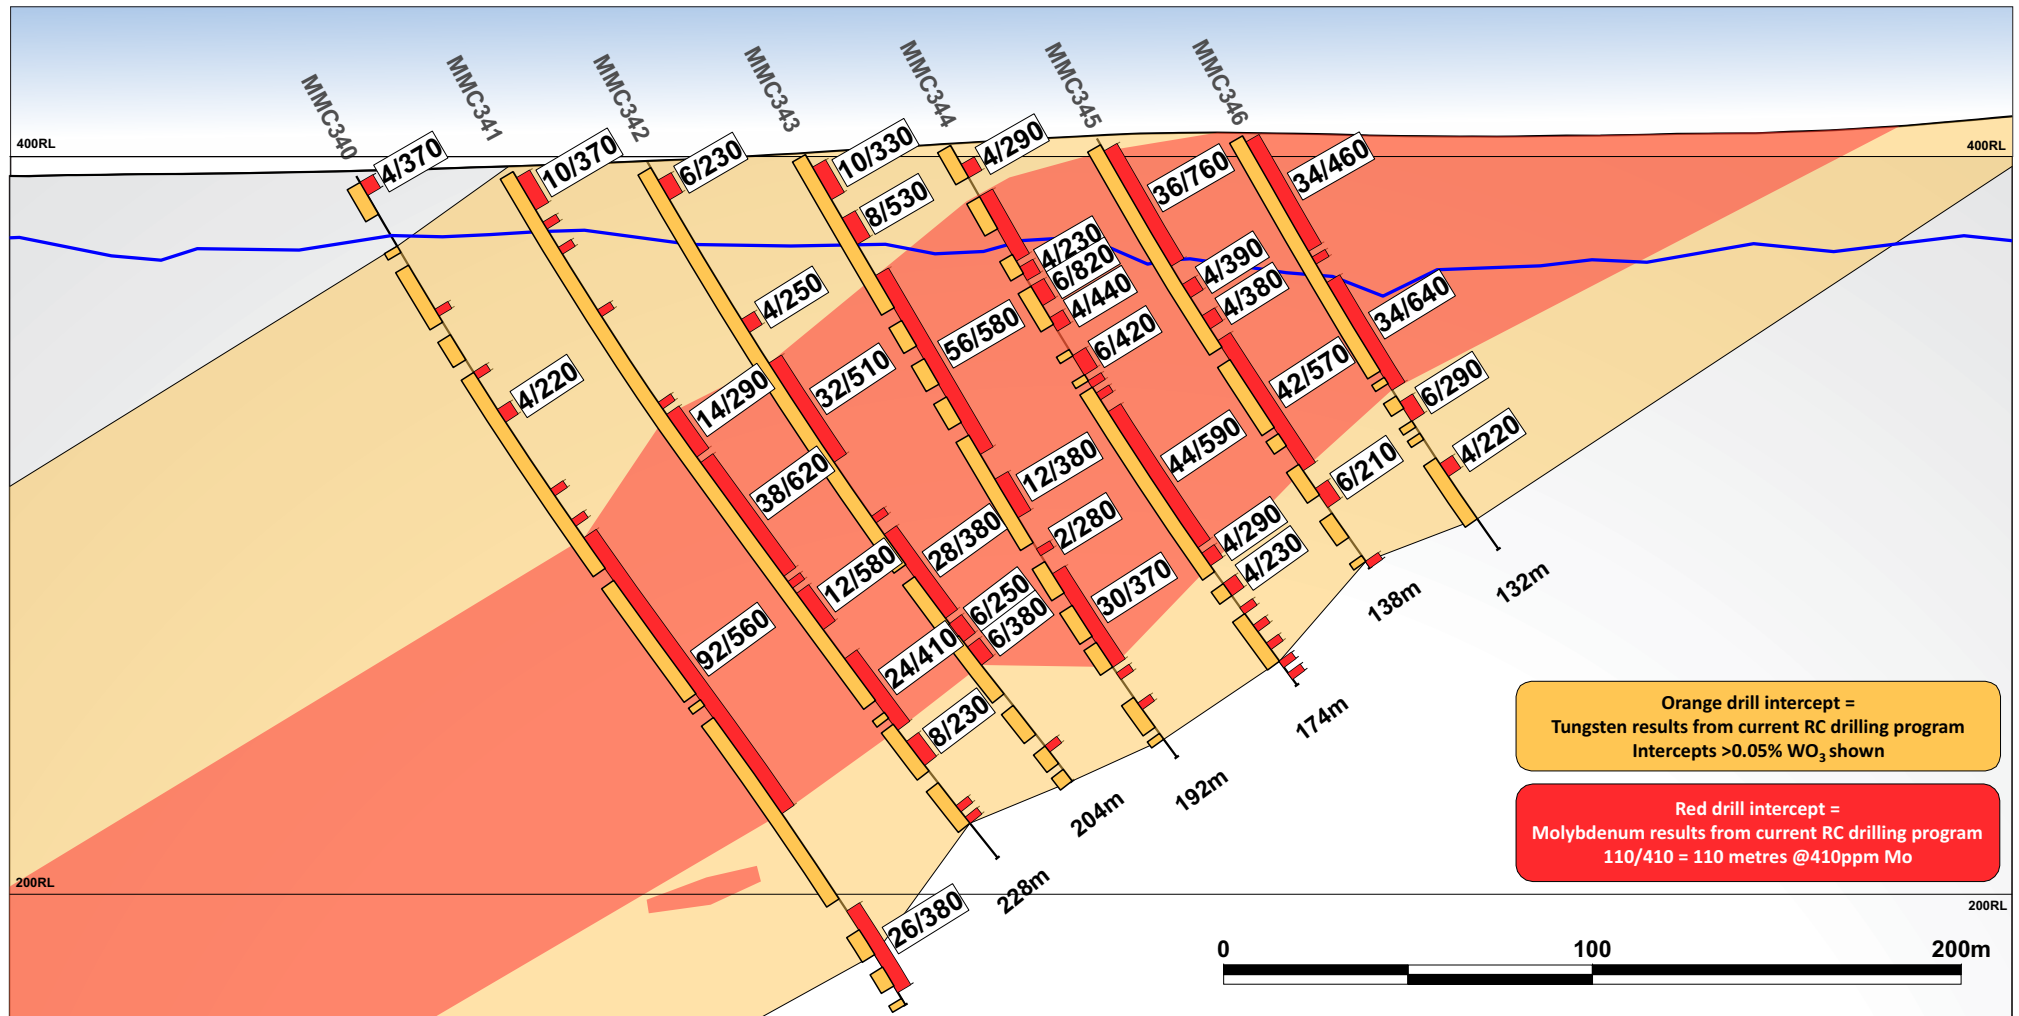 MMC340
MMC341
MMC342
MMC343
MMC344
MMC345
MMC346
400RL
400RL
4/370
10/370
6/230
10/330
8/530
4/290
36/760
34/460
4/230
6/820
4/440
6/420
4/390
4/380
34/640
4/250
56/580
32/510
42/570
6/290
4/220
14/290
4/220
38/620
12/380
44/590
6/210
28/380
2/280
4/290
4/230
12/580
6/250
6/380
30/370
92/560
24/410
8/230
26/380
132m
138m
174m
192m
204m
228m
Orange drill intercept =
Tungsten results from current RC drilling program
Intercepts >0.05% WO₃ shown
Red drill intercept =
Molybdenum results from current RC drilling program
110/410 = 110 metres @410ppm Mo
200RL
200RL
0 100 200m